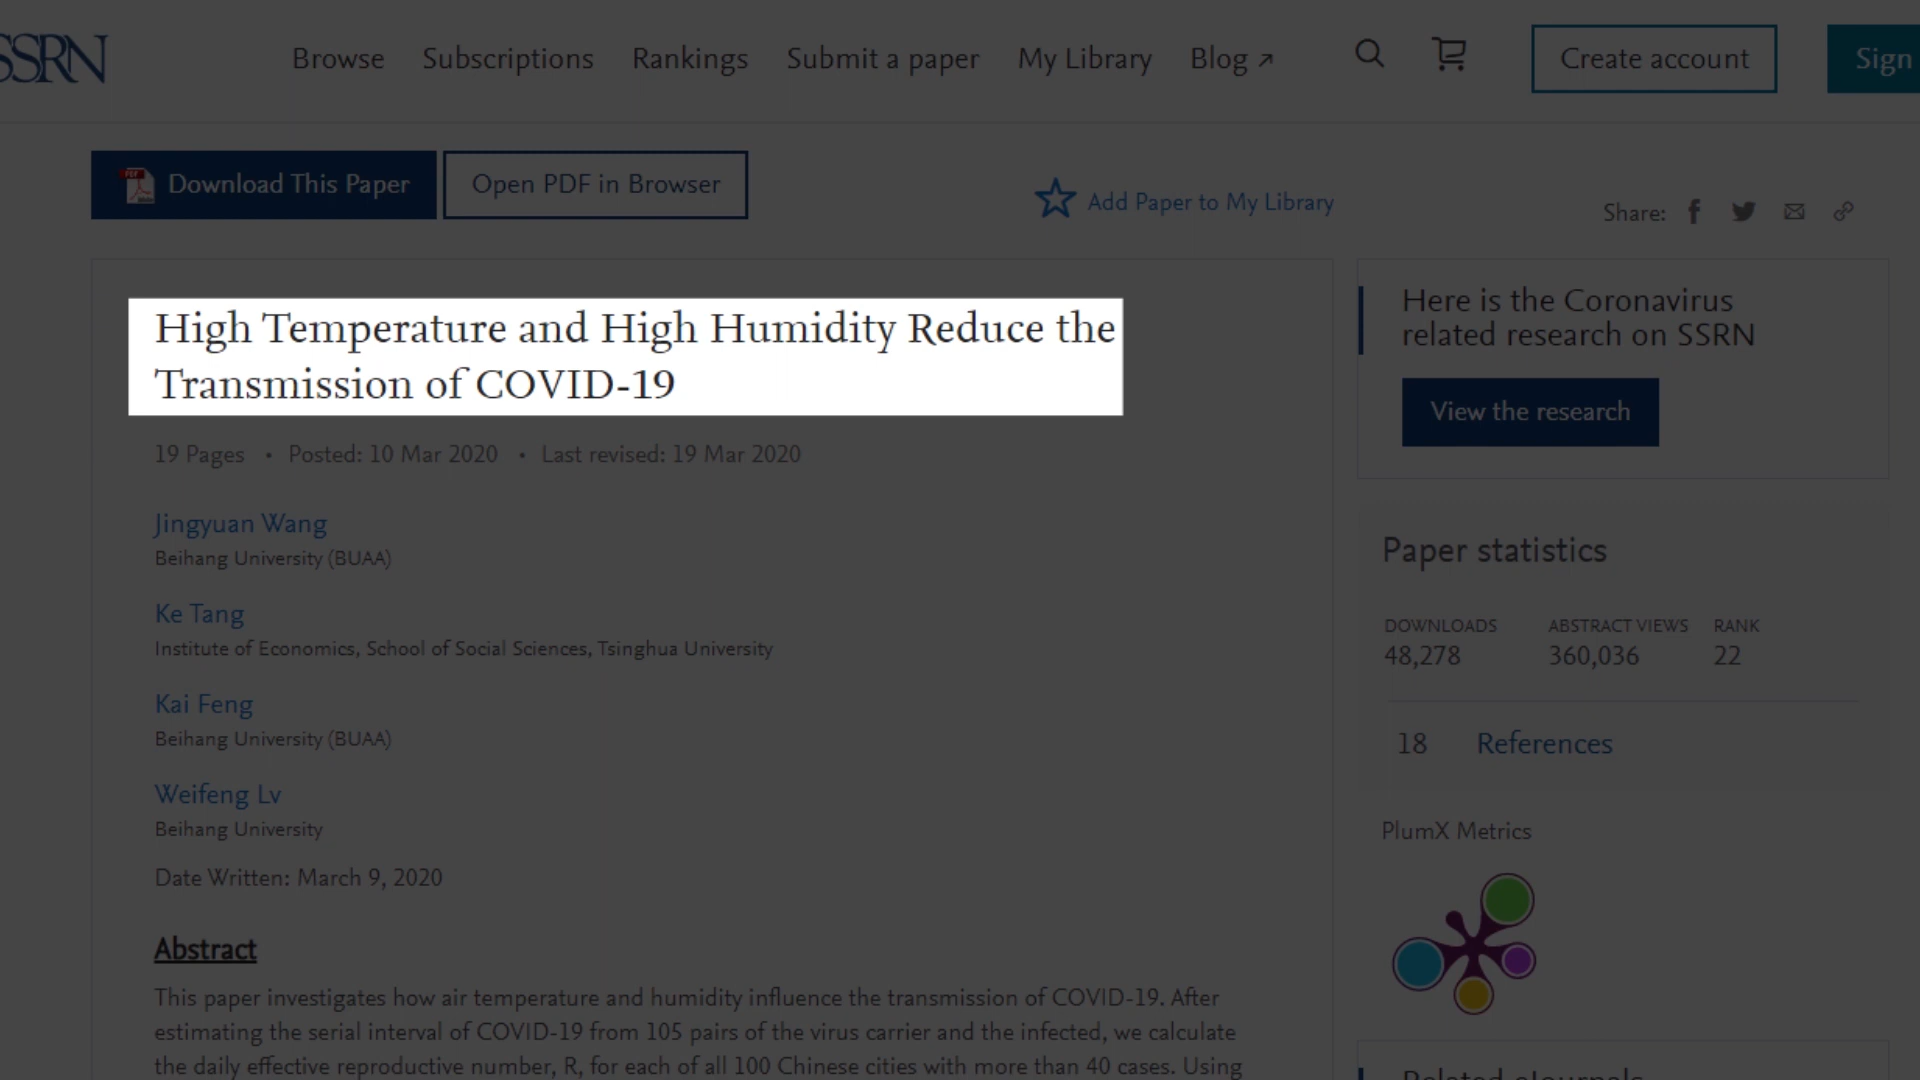 SSRN
Browse Subscriptions Rankings Submit a paper My Library Blog ↗ Create account Sign
Download This Paper Open PDF in Browser
Add Paper to My Library
Share:
High Temperature and High Humidity Reduce the
Transmission of COVID-19
19 Pages • Posted: 10 Mar 2020 • Last revised: 19 Mar 2020
Jingyuan Wang
Beihang University (BUAA)
Ke Tang
Institute of Economics, School of Social Sciences, Tsinghua University
Kai Feng
Beihang University (BUAA)
Weifeng Lv
Beihang University
Date Written: March 9, 2020
Abstract
This paper investigates how air temperature and humidity influence the transmission of COVID-19. After
estimating the serial interval of COVID-19 from 105 pairs of the virus carrier and the infected, we calculate
the daily effective reproductive number, R, for each of all 100 Chinese cities with more than 40 cases. Using
Here is the Coronavirus
related research on SSRN
View the research
Paper statistics
DOWNLOADS ABSTRACT VIEWS RANK
48,278 360,036 22
18 References
PlumX Metrics
Related eJournals